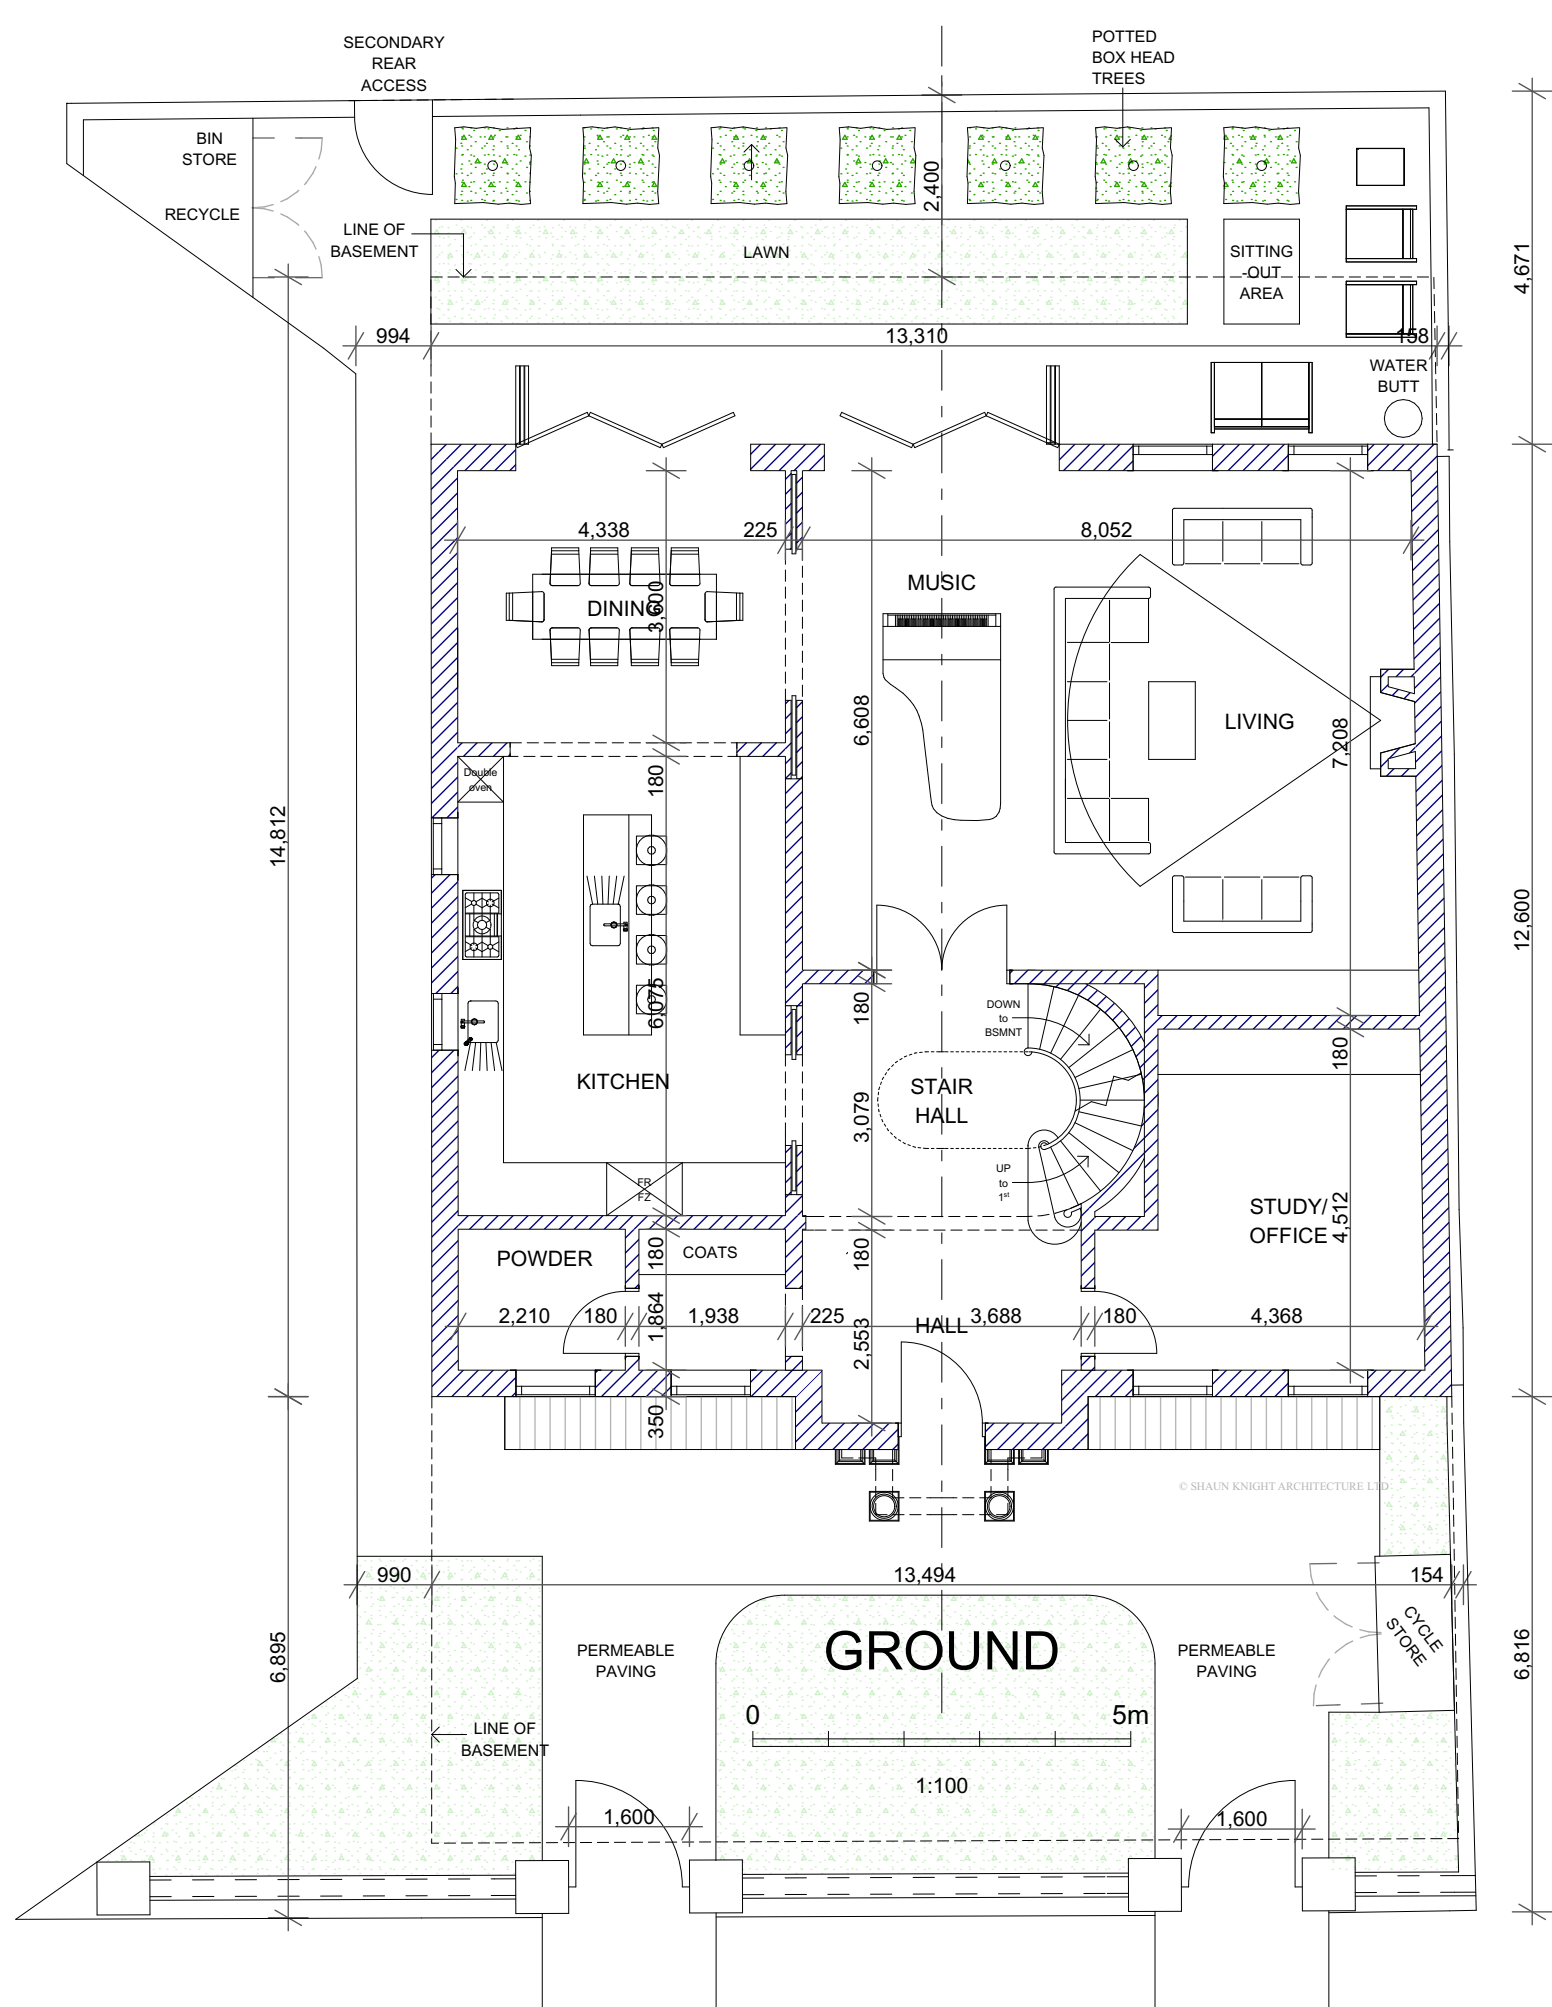 SECONDARY
REAR
ACCESS
POTTED
BOX HEAD
TREES
BIN
STORE
RECYCLE
LINE OF
BASEMENT
2,400
LAWN
SITTING
-OUT
AREA
4,671
994
13,310
158
WATER
BUTT
4,338
225
8,052
DINING
3,600
MUSIC
6,608
LIVING
7,208
Double
oven
180
14,812
12,600
6,075
KITCHEN
180
DOWN
to
BSMNT
STAIR
HALL
3,079
180
UP
to
1st
STUDY/
OFFICE
4,512
FR
FZ
POWDER
180
COATS
180
2,210
180
1,864
1,938
225
2,553
HALL
3,688
180
4,368
350
© SHAUN KNIGHT ARCHITECTURE LTD
990
13,494
154
CYCLE
STORE
6,895
PERMEABLE
PAVING
GROUND
PERMEABLE
PAVING
6,816
0
5m
LINE OF
BASEMENT
1:100
1,600
1,600